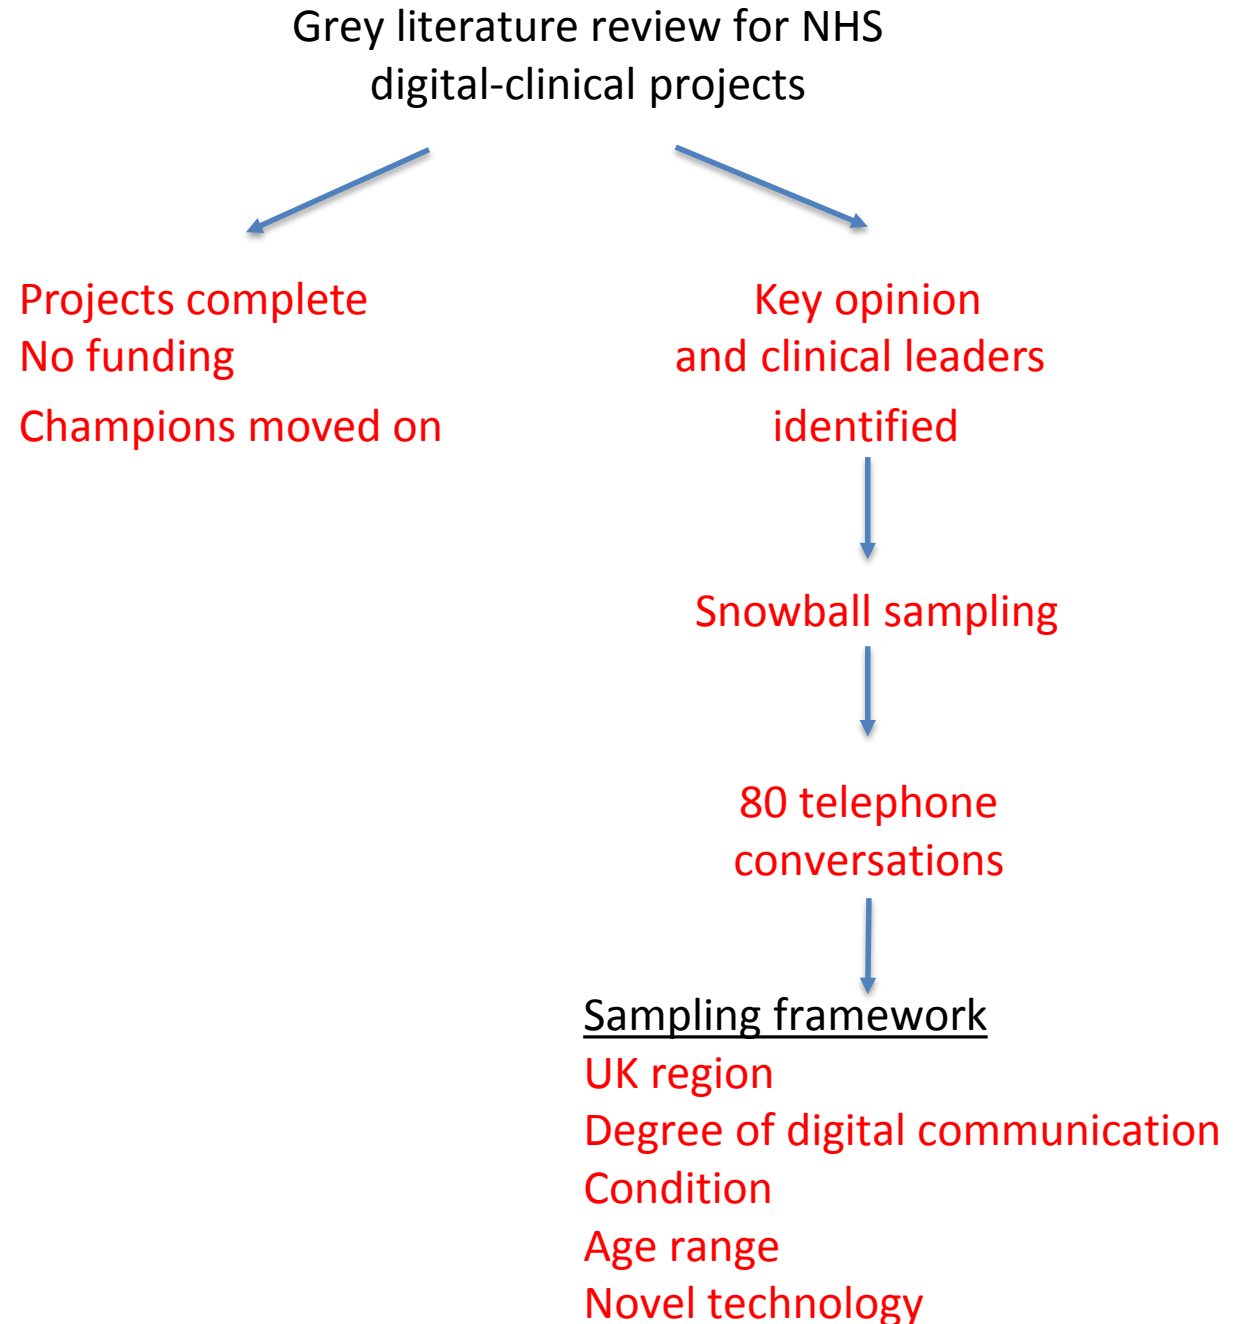 Grey literature review for NHS
digital-clinical projects
Projects complete
No funding
Champions moved on
Key opinion
and clinical leaders
identified
Snowball sampling
80 telephone
conversations
Sampling framework
UK region
Degree of digital communication
Condition
Age range
Novel technology